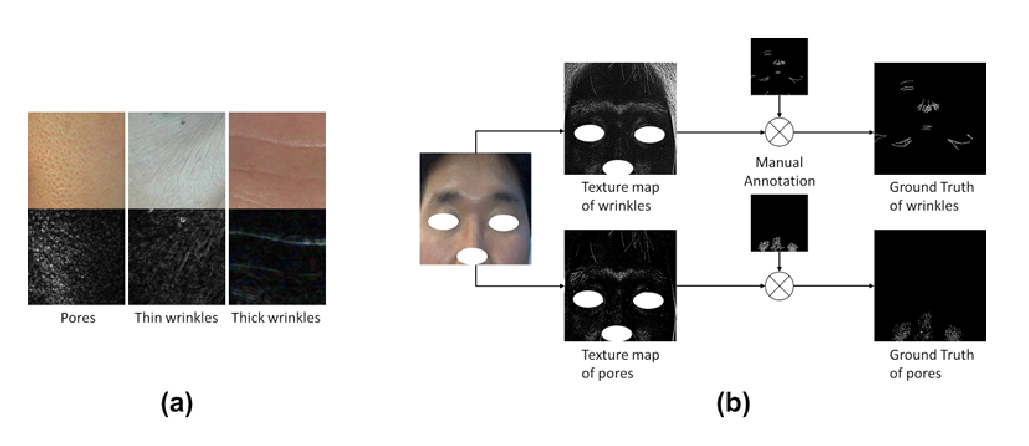 Pores
Thin wrinkles
Thick wrinkles
(a)
Texture map
of wrinkles
Manual
Annotation
Ground Truth
of wrinkles
Texture map
of pores
Ground Truth
of pores
(b)